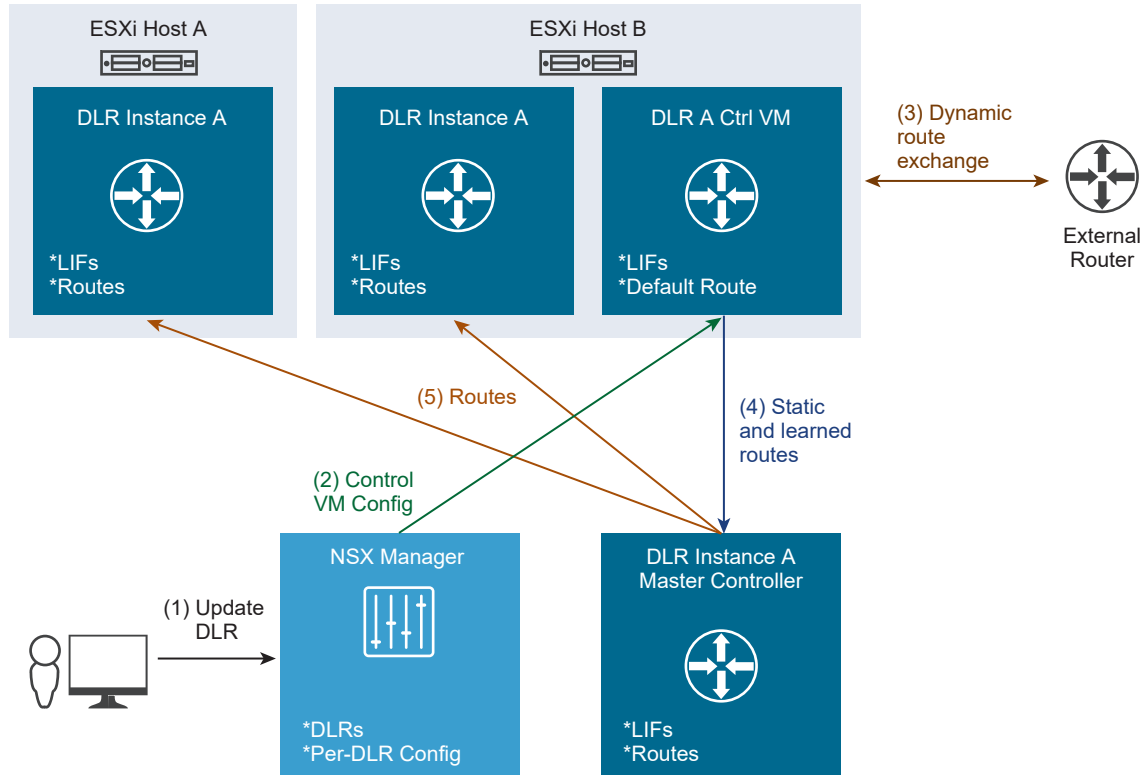 ESXi Host A
ESXi Host B
DLR Instance A
DLR Instance A
DLR A Ctrl VM
*LIFs
*Routes
*LIFs
*Routes
*LIFs
*Default Route
(3) Dynamic
route
exchange
External
Router
(5) Routes
(4) Static
and learned
routes
(2) Control
VM Config
(1) Update
DLR
NSX Manager
*DLRs
*Per-DLR Config
DLR Instance A
Master Controller
*LIFs
*Routes